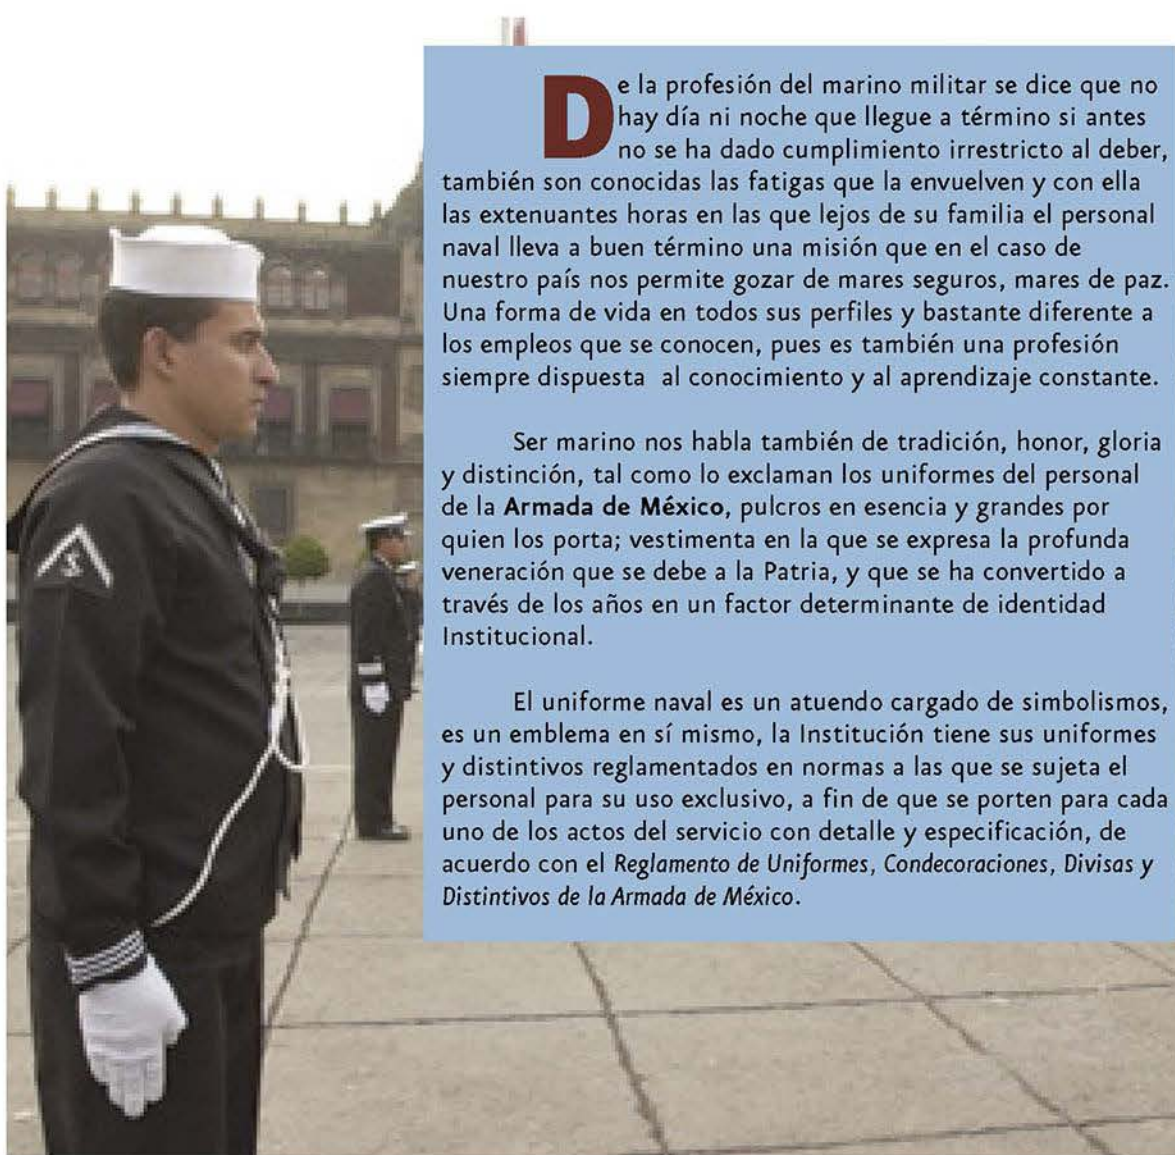 De la profesión del marino militar se dice que no
hay día ni noche que llegue a término si antes
no se ha dado cumplimiento irrestricto al deber,
también son conocidas las fatigas que la envuelven y con ella
las extenuantes horas en las que lejos de su familia el personal
naval lleva a buen término una misión que en el caso de
nuestro país nos permite gozar de mares seguros, mares de paz.
Una forma de vida en todos sus perfiles y bastante diferente a
los empleos que se conocen, pues es también una profesión
siempre dispuesta al conocimiento y al aprendizaje constante.
Ser marino nos habla también de tradición, honor, gloria
y distinción, tal como lo exclaman los uniformes del personal
de la Armada de México, pulcros en esencia y grandes por
quien los porta; vestimenta en la que se expresa la profunda
veneración que se debe a la Patria, y que se ha convertido a
través de los años en un factor determinante de identidad
Institucional.
El uniforme naval es un atuendo cargado de simbolismos,
es un emblema en sí mismo, la Institución tiene sus uniformes
y distintivos reglamentados en normas a las que se sujeta el
personal para su uso exclusivo, a fin de que se porten para cada
uno de los actos del servicio con detalle y especificación, de
acuerdo con el Reglamento de Uniformes, Condecoraciones, Divisas y
Distintivos de la Armada de México.